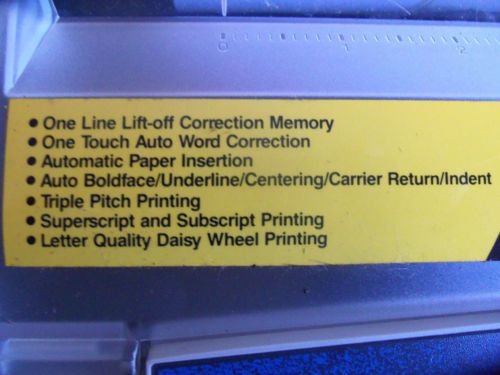 0 1 2
• One Line Lift-off Correction Memory
• One Touch Auto Word Correction
• Automatic Paper Insertion
• Auto Boldface/Underline/Centering/Carrier Return/Indent
• Triple Pitch Printing
• Superscript and Subscript Printing
• Letter Quality Daisy Wheel Printing